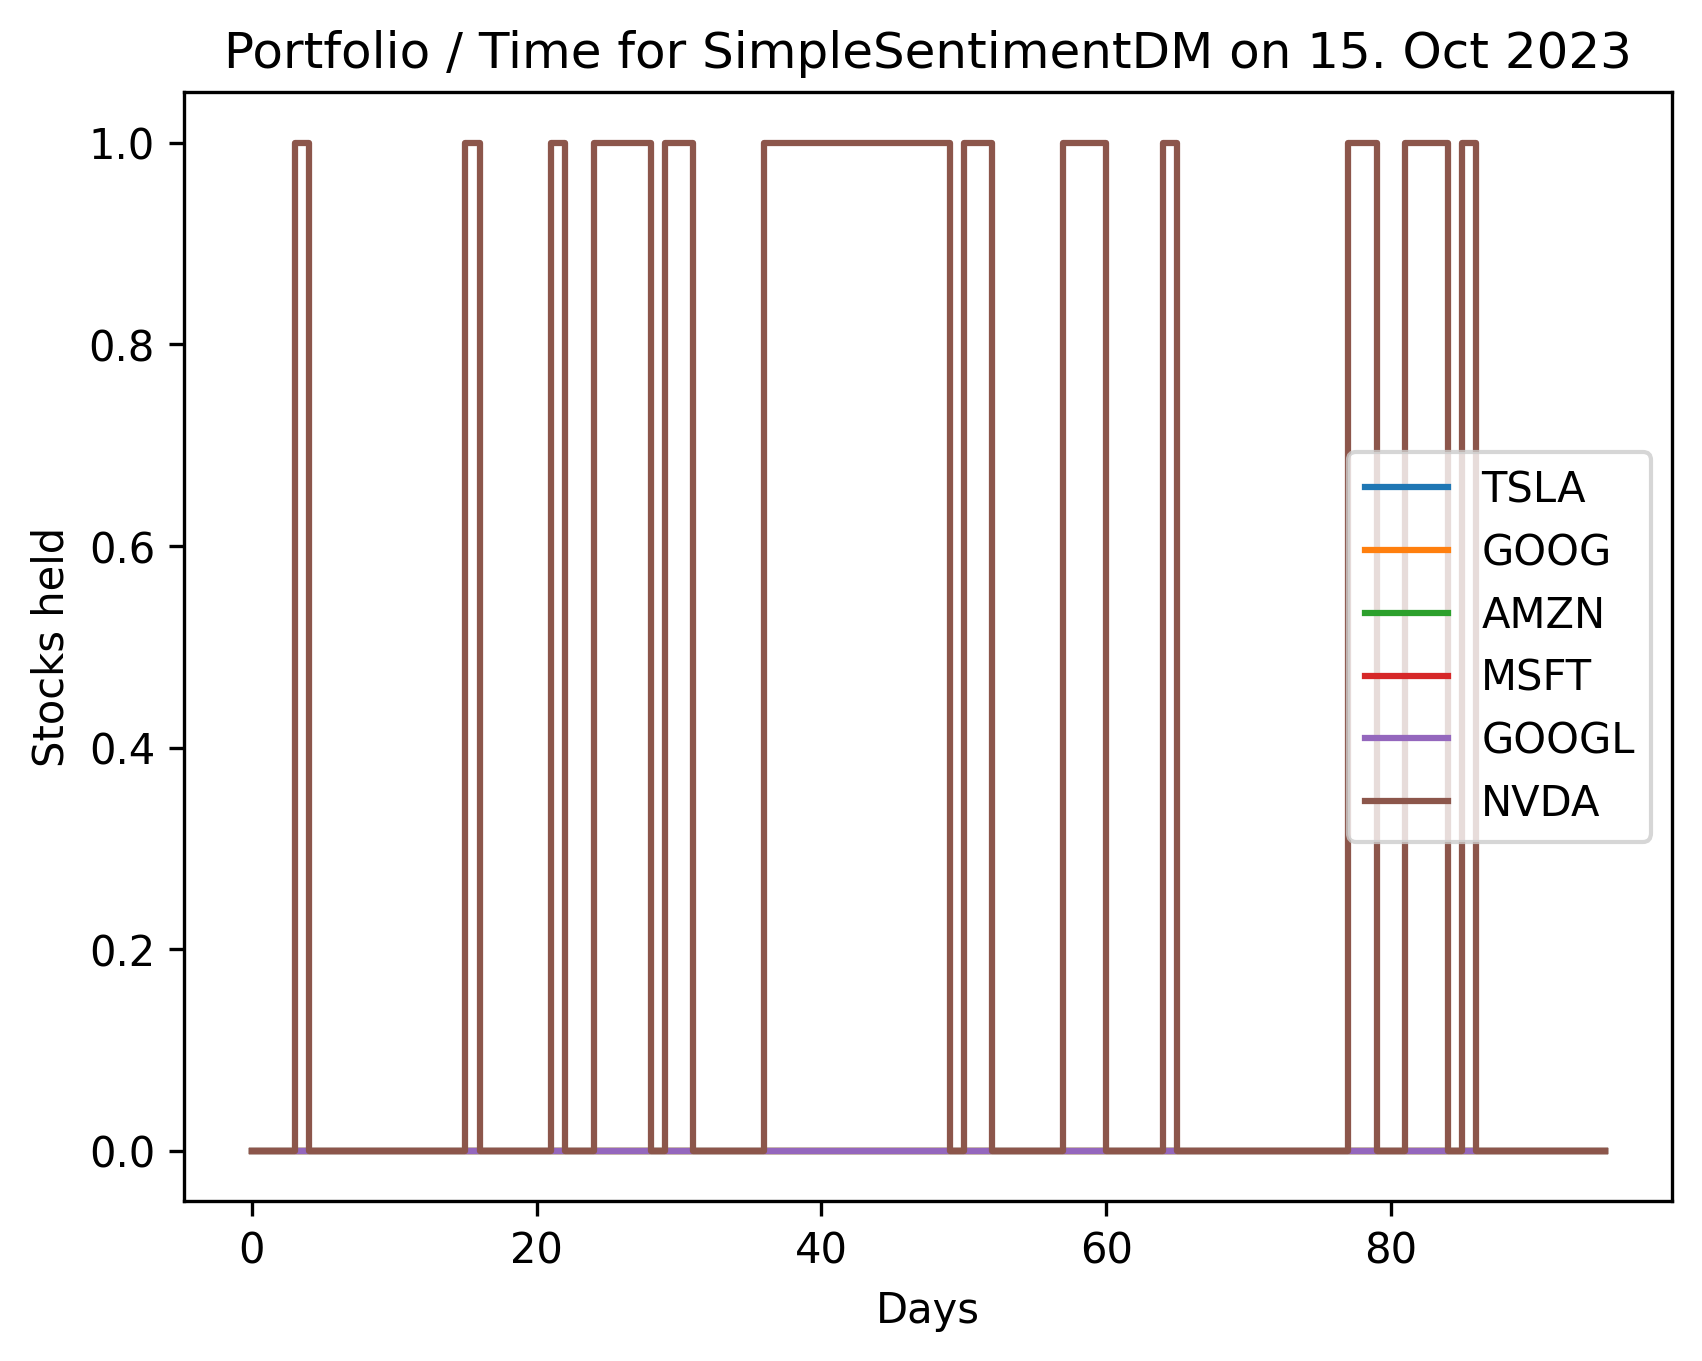 Portfolio / Time for SimpleSentimentDM on 15. Oct 2023
1.0
0.8
0.6
0.4
0.2
0.0
Stocks held
TSLA
GOOG
AMZN
MSFT
GOOGL
NVDA
0 20 40 60 80
Days